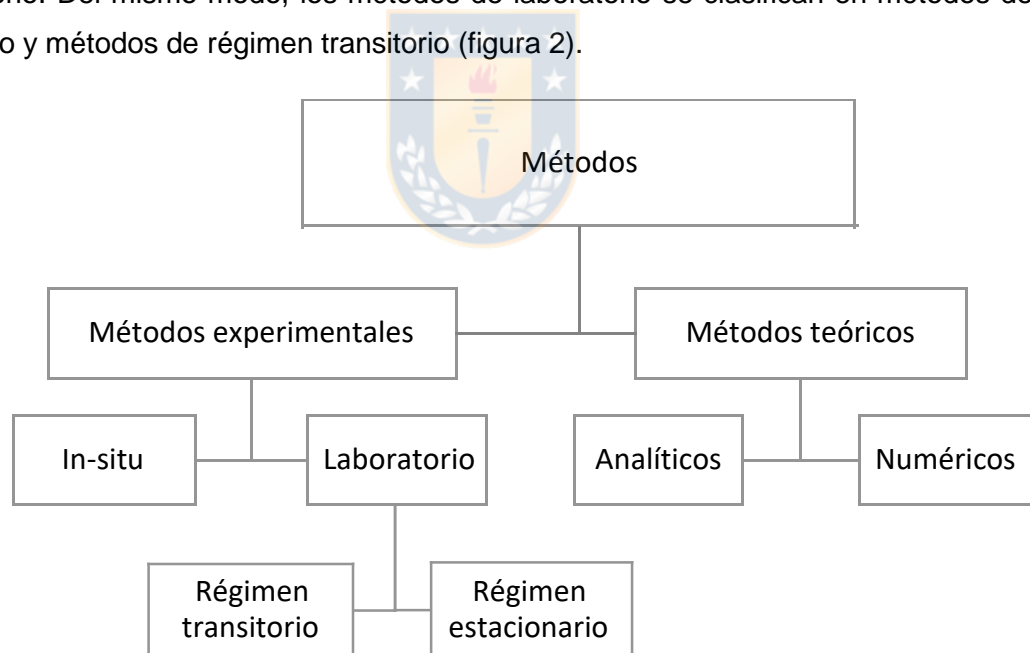 Del mismo modo, los métodos de laboratorio se clasifican en métodos de
o y métodos de régimen transitorio (figura 2).
Métodos
Métodos experimentales
Métodos teóricos
In-situ
Laboratorio
Analíticos
Numéricos
Régimen
transitorio
Régimen
estacionario